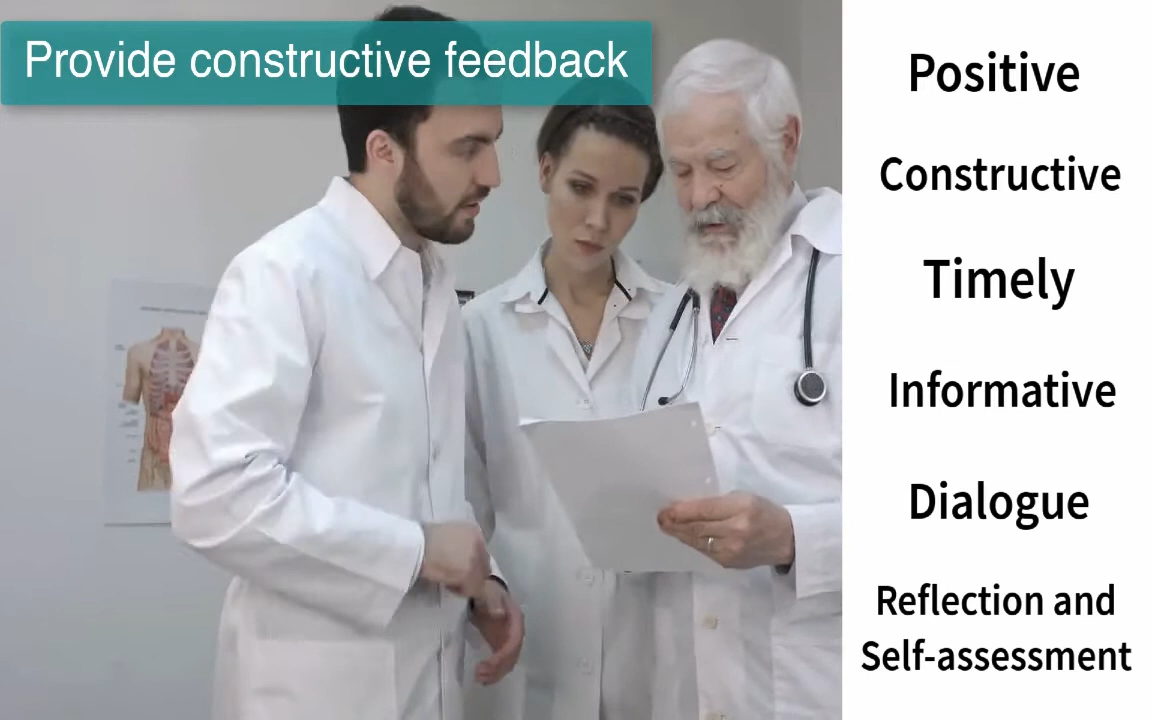 Provide constructive feedback
Positive
Constructive
Timely
Informative
Dialogue
Reflection and
Self-assessment